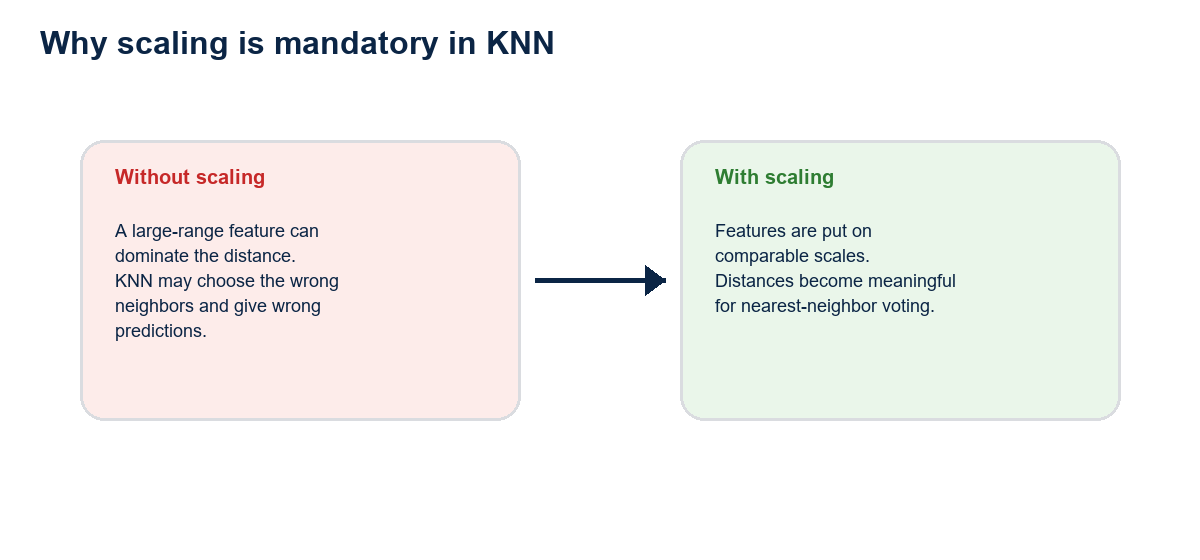 Why scaling is mandatory in KNN
Without scaling
A large-range feature can
dominate the distance.
KNN may choose the wrong
neighbors and give wrong
predictions.
With scaling
Features are put on
comparable scales.
Distances become meaningful
for nearest-neighbor voting.